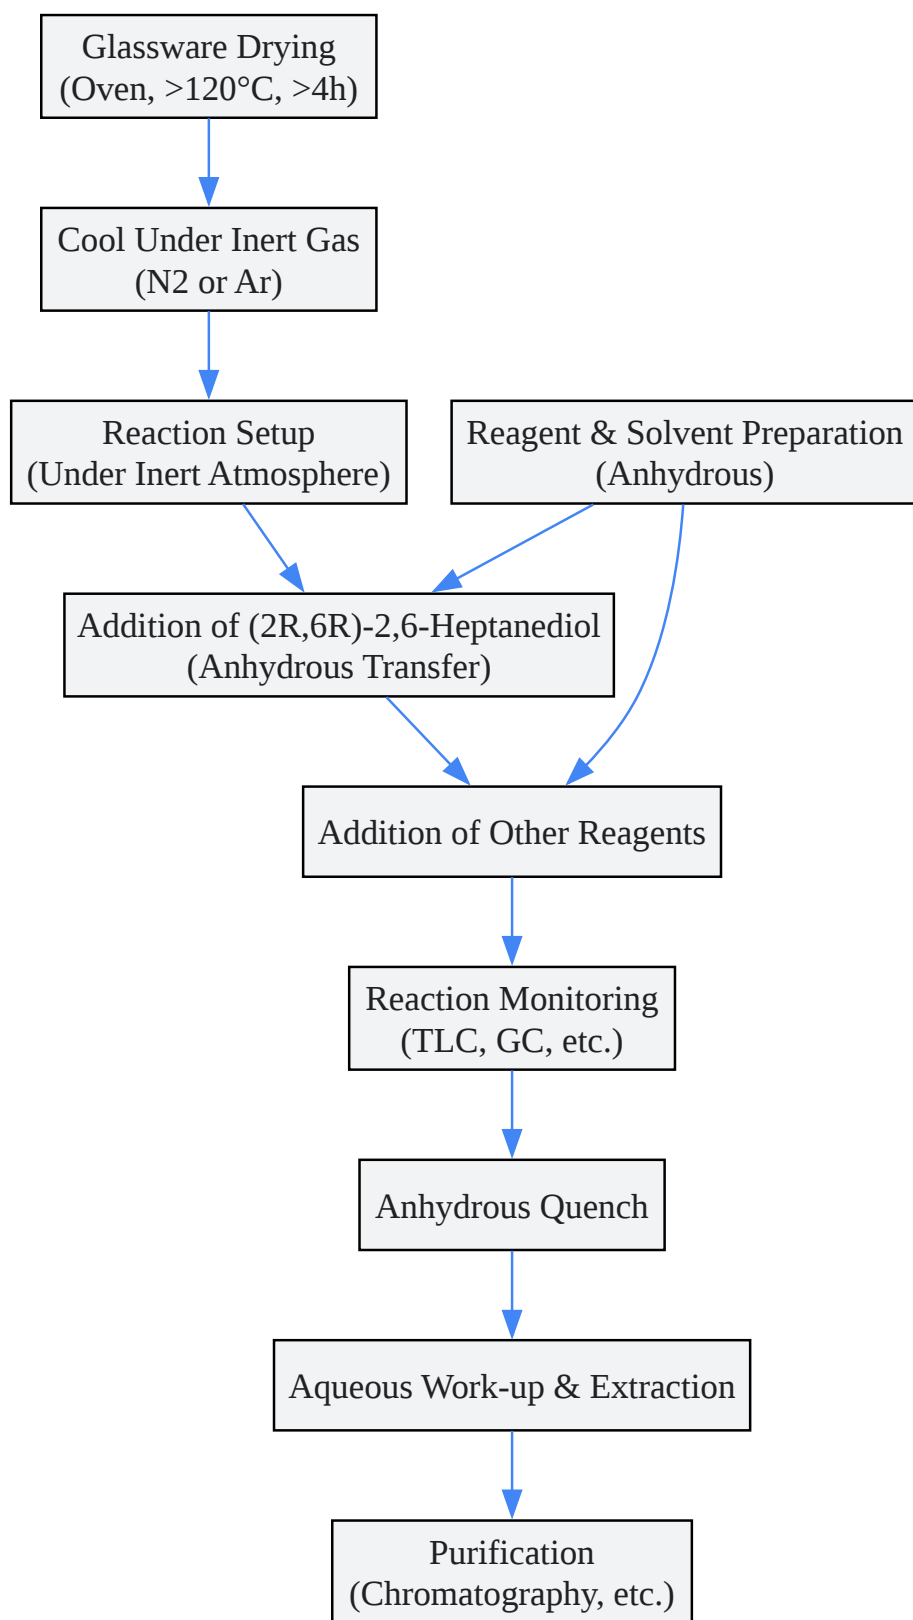 Glassware Drying
(Oven, >120°C, >4h)
Cool Under Inert Gas
(N2 or Ar)
Reaction Setup
(Under Inert Atmosphere)
Reagent & Solvent Preparation
(Anhydrous)
Addition of (2R,6R)-2,6-Heptanediol
(Anhydrous Transfer)
Addition of Other Reagents
Reaction Monitoring
(TLC, GC, etc.)
Anhydrous Quench
Aqueous Work-up & Extraction
Purification
(Chromatography, etc.)